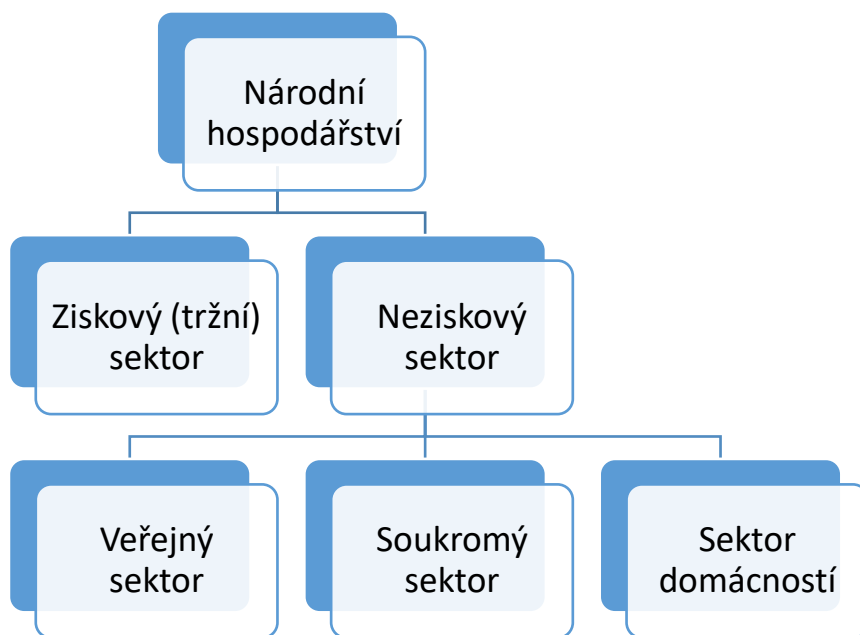 Národní
hospodářství
Ziskový (tržní)
sektor
Neziskový
sektor
Veřejný
sektor
Soukromý
sektor
Sektor
domácností